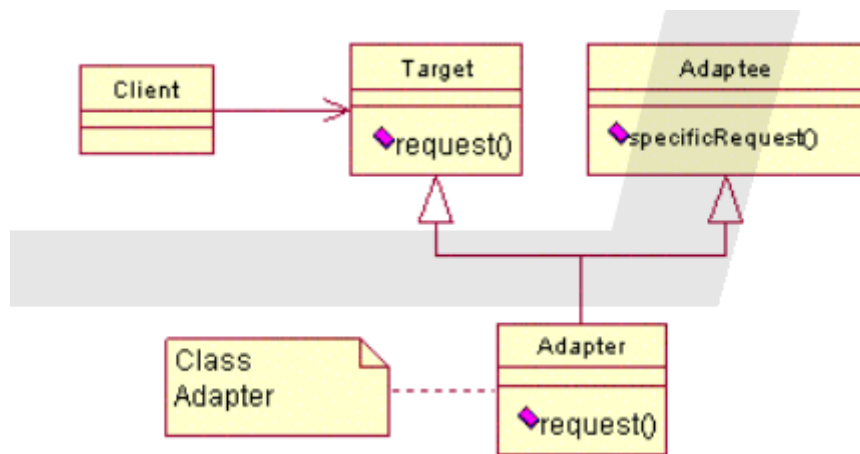 Client
Target
request()
Adaptee
specificRequest()
Class
Adapter
Adapter
request()